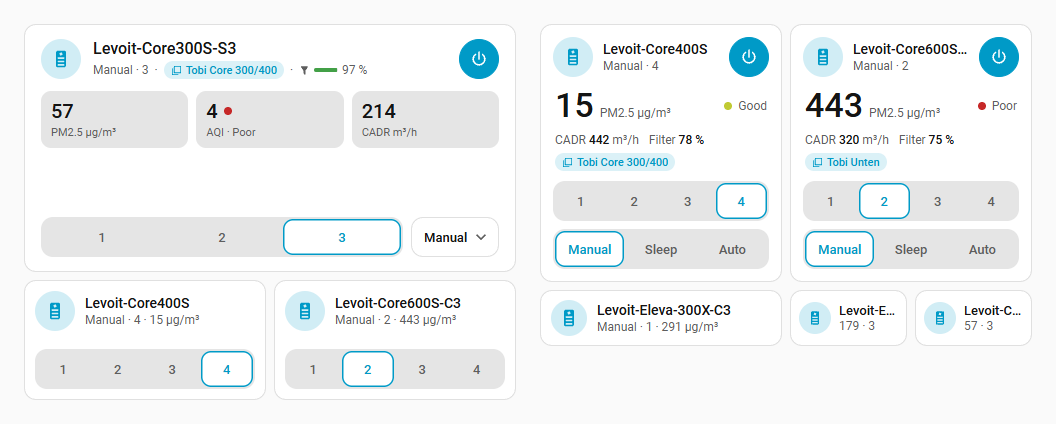 Levoit-Core300S-S3
Manual · 3 · Tobi Core 300/400 · 97 %
57
PM2.5 µg/m³
4
AQI · Poor
214
CADR m³/h
1 2 3
Manual
Levoit-Core400S
Manual · 4 · 15 µg/m³
1 2 3 4
Levoit-Core600S-C3
Manual · 2 · 443 µg/m³
1 2 3 4
Levoit-Core400S
Manual · 4
15 PM2.5 µg/m³ Good
CADR 442 m³/h Filter 78 %
Tobi Core 300/400
1 2 3 4
Manual Sleep Auto
Levoit-Core600S...
Manual · 2
443 PM2.5 µg/m³ Poor
CADR 320 m³/h Filter 75 %
Tobi Unten
1 2 3 4
Manual Sleep Auto
Levoit-Eleva-300X-C3
Manual · 1 · 291 µg/m³
Levoit-E...
179 · 3
Levoit-C...
57 · 3